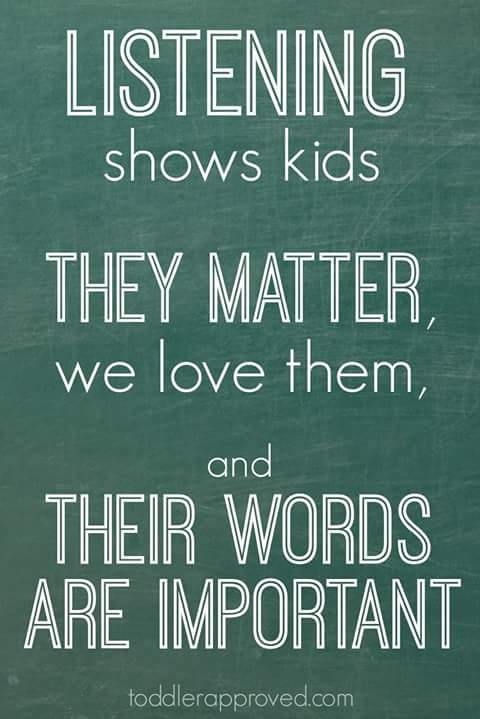 LISTENING
shows kids
THEY MATTER,
we love them,
and
THEIR WORDS
ARE IMPORTANT
toddlerapproved.com